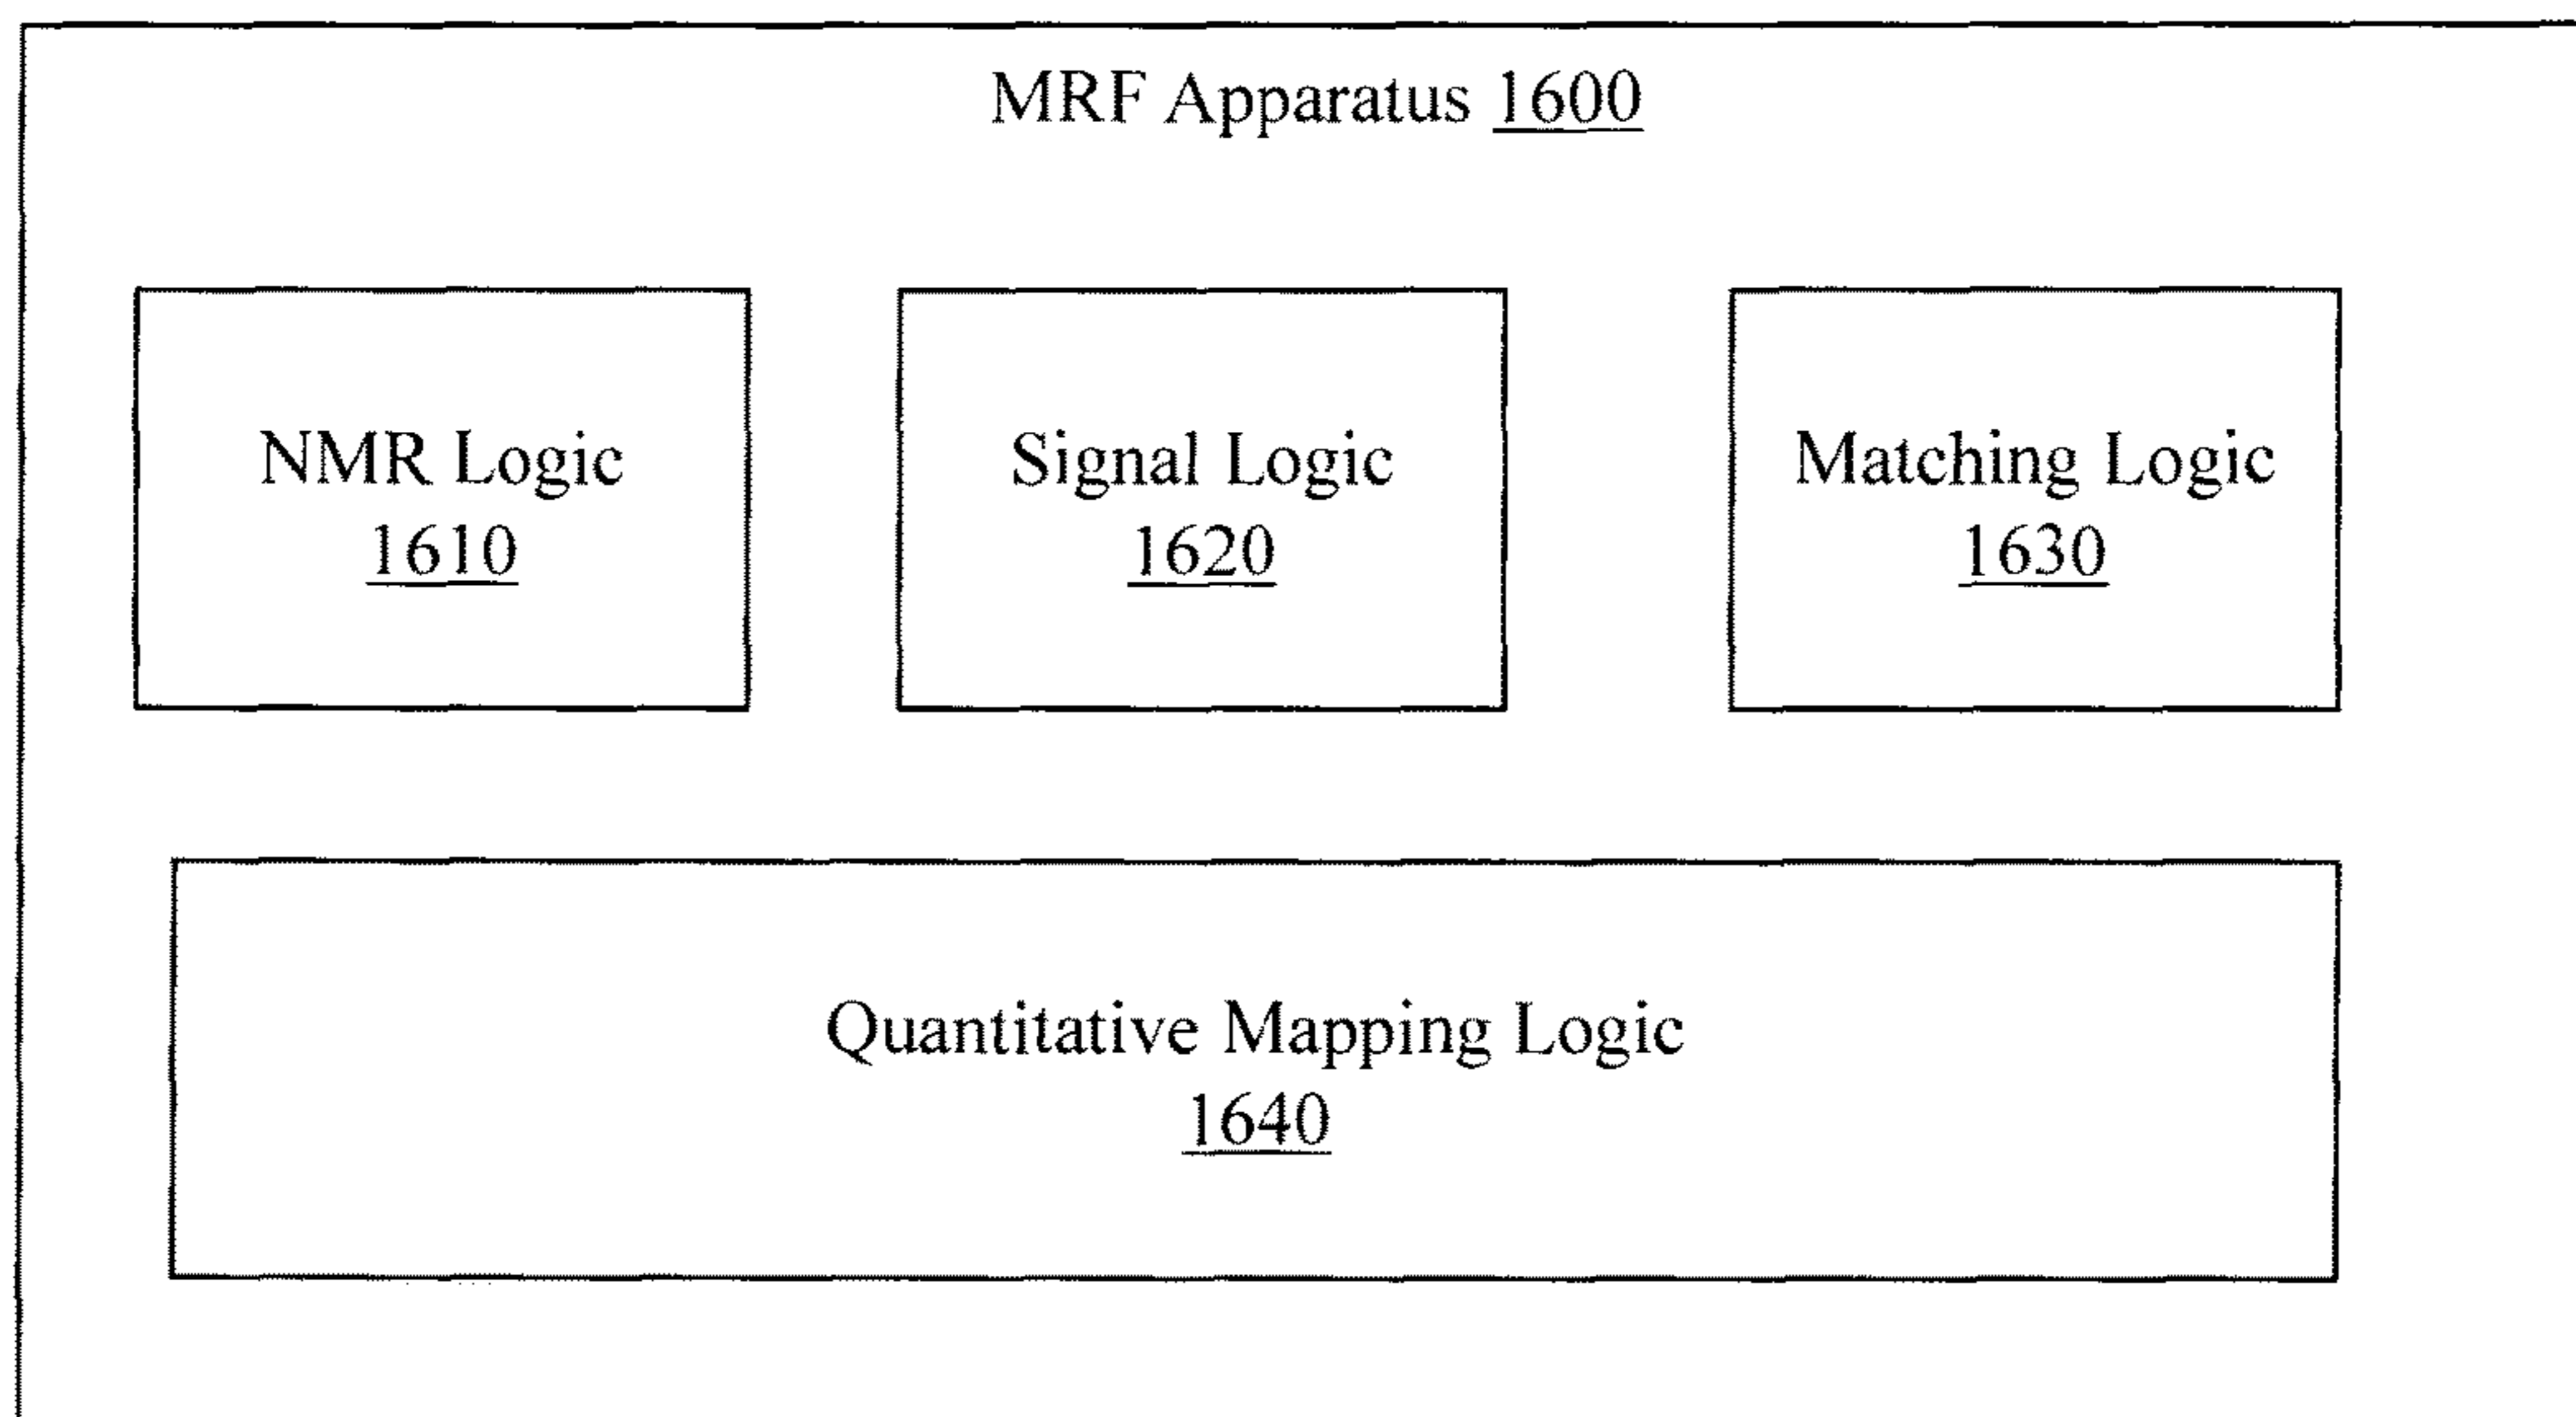 MRF Apparatus 1600
NMR Logic
1610
Signal Logic
1620
Matching Logic
1630
Quantitative Mapping Logic
1640